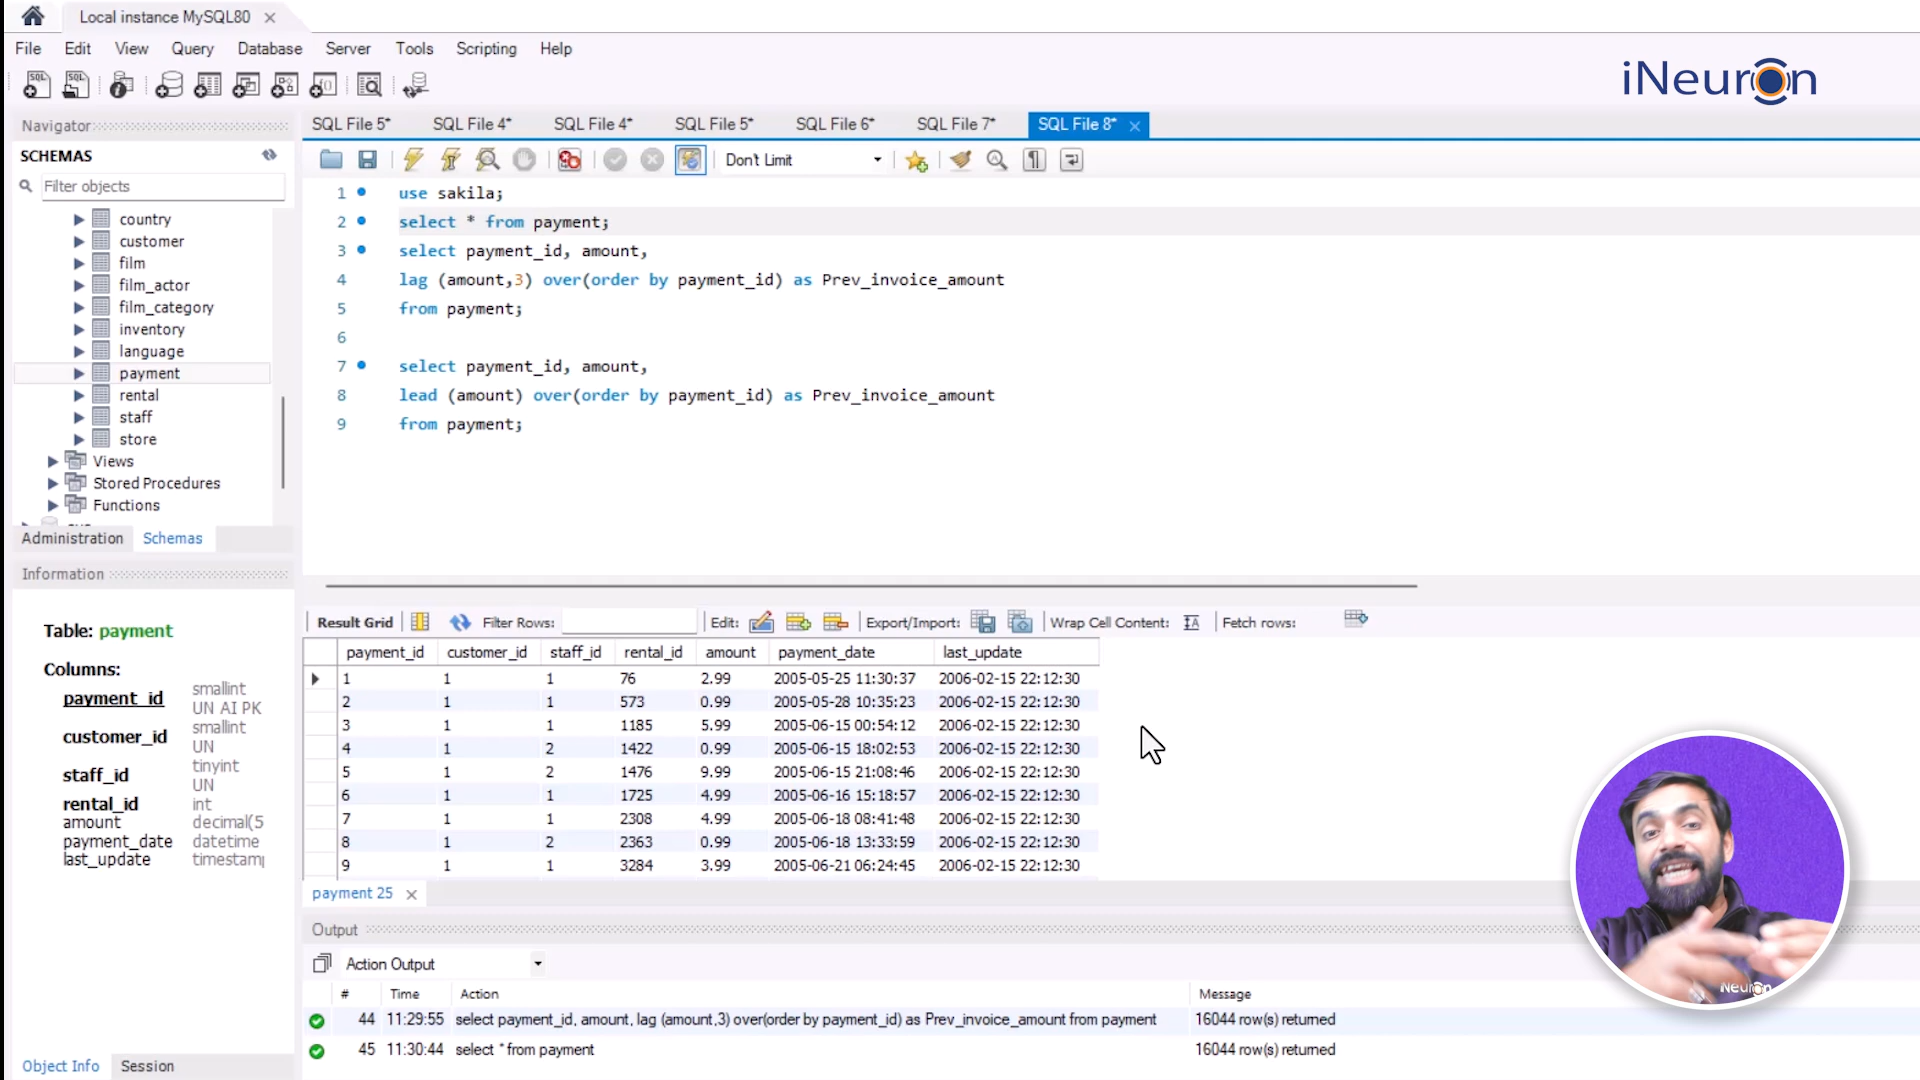 Local instance MySQL80
File Edit View Query Database Server Tools Scripting Help
iNeuron
Navigator
SCHEMAS
Filter objects
country
customer
film
film_actor
film_category
inventory
language
payment
rental
staff
store
Views
Stored Procedures
Functions
Administration Schemas
Information
Table: payment
Columns:
payment_id smallint UN AI PK
customer_id smallint UN
staff_id tinyint UN
rental_id int
amount decimal(5
payment_date datetime
last_update timestamp
Object Info Session
SQL File 5* SQL File 4* SQL File 4* SQL File 5* SQL File 6* SQL File 7* SQL File 8*
Don't Limit
1 use sakila;
2 select * from payment;
3 select payment_id, amount,
4 lag (amount,3) over(order by payment_id) as Prev_invoice_amount
5 from payment;
6
7 select payment_id, amount,
8 lead (amount) over(order by payment_id) as Prev_invoice_amount
9 from payment;
Result Grid Filter Rows: Edit: Export/Import: Wrap Cell Content: IA Fetch rows:
payment_id customer_id staff_id rental_id amount payment_date last_update
1 1 1 76 2.99 2005-05-25 11:30:37 2006-02-15 22:12:30
2 1 1 573 0.99 2005-05-28 10:35:23 2006-02-15 22:12:30
3 1 1 1185 5.99 2005-06-15 00:54:12 2006-02-15 22:12:30
4 1 2 1422 0.99 2005-06-15 18:02:53 2006-02-15 22:12:30
5 1 2 1476 9.99 2005-06-15 21:08:46 2006-02-15 22:12:30
6 1 1 1725 4.99 2005-06-16 15:18:57 2006-02-15 22:12:30
7 1 1 2308 4.99 2005-06-18 08:41:48 2006-02-15 22:12:30
8 1 2 2363 0.99 2005-06-18 13:33:59 2006-02-15 22:12:30
9 1 1 3284 3.99 2005-06-21 06:24:45 2006-02-15 22:12:30
payment 25
Output
Action Output
# Time Action Message
44 11:29:55 select payment_id, amount, lag (amount,3) over(order by payment_id) as Prev_invoice_amount from payment 16044 row(s) returned
45 11:30:44 select * from payment 16044 row(s) returned